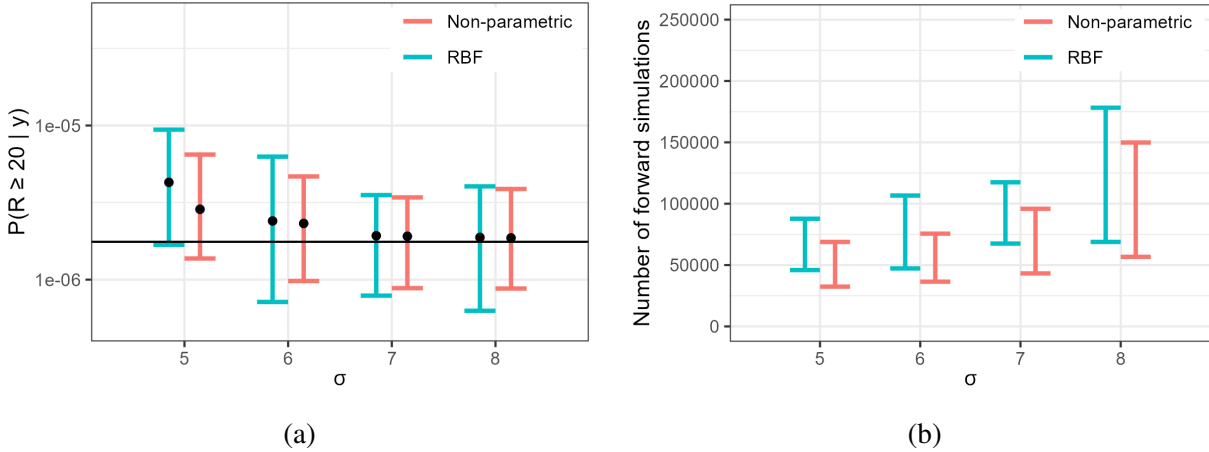 P(R ≥ 20 | y)
1e-05
1e-06
5 6 7 8
σ
Non-parametric
RBF
(a)
Number of forward simulations
250000
200000
150000
100000
50000
0
5 6 7 8
σ
Non-parametric
RBF
(b)